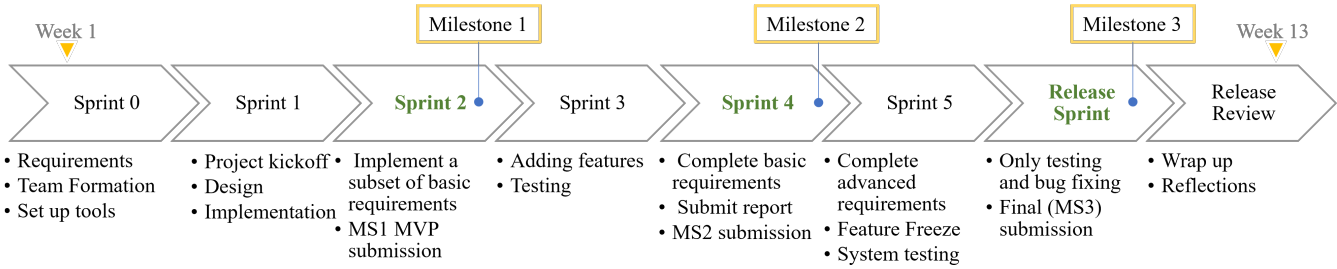 Week 1
Milestone 1
Milestone 2
Milestone 3
Week 13
Sprint 0
Sprint 1
Sprint 2
Sprint 3
Sprint 4
Sprint 5
Release
Sprint
Release
Review
• Requirements
• Team Formation
• Set up tools
• Project kickoff
• Design
• Implementation
• Implement a
subset of basic
requirements
• MS1 MVP
submission
• Adding features
• Testing
• Complete basic
requirements
• Submit report
• MS2 submission
• Complete
advanced
requirements
• Feature Freeze
• System testing
• Only testing
and bug fixing
• Final (MS3)
submission
• Wrap up
• Reflections